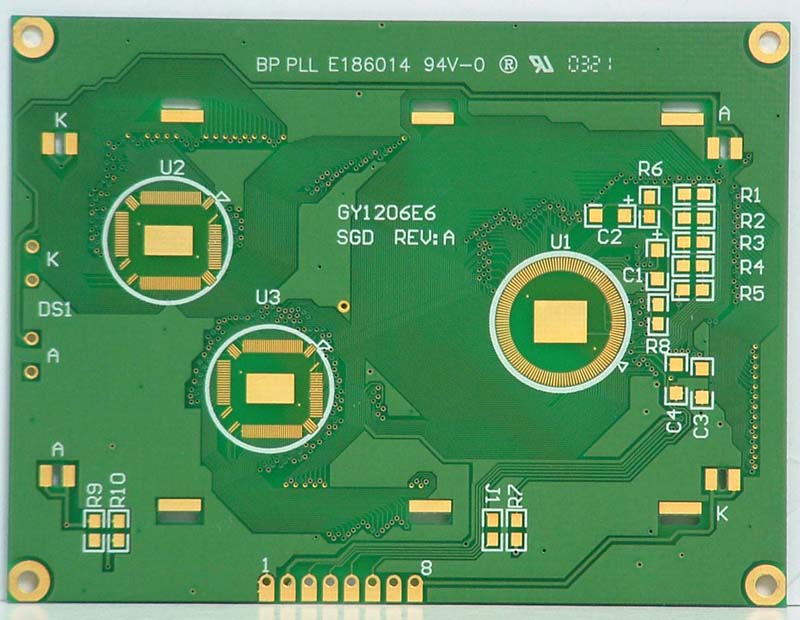 BP PLL E186014 94V-0 ® RU 0321
K
A
U2
R6
R1
GY1206E6
R2
SGD REV:A
U1
C2
R3
K
C1
R4
U3
R5
DS1
R8
A
C4
C3
A
R9
R10
J1
R7
K
1
8